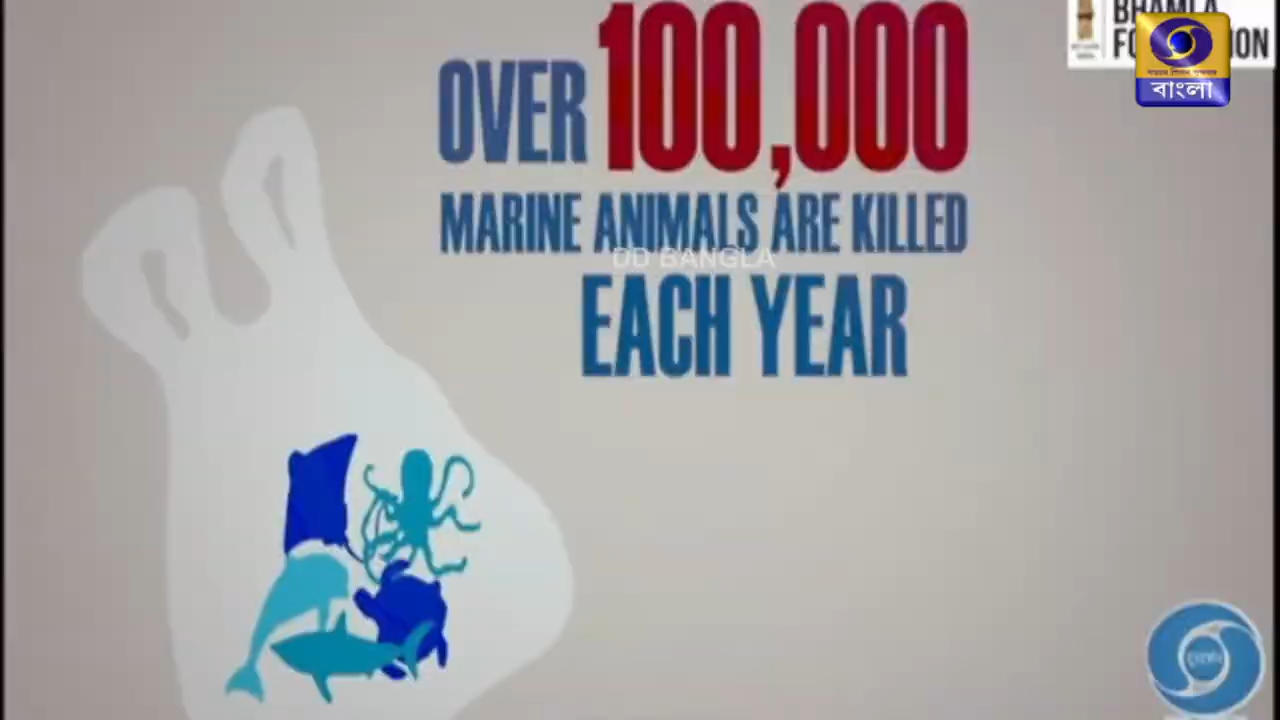 OVER 100,000
MARINE ANIMALS ARE KILLED
DD BANGLA
EACH YEAR
বাংলা